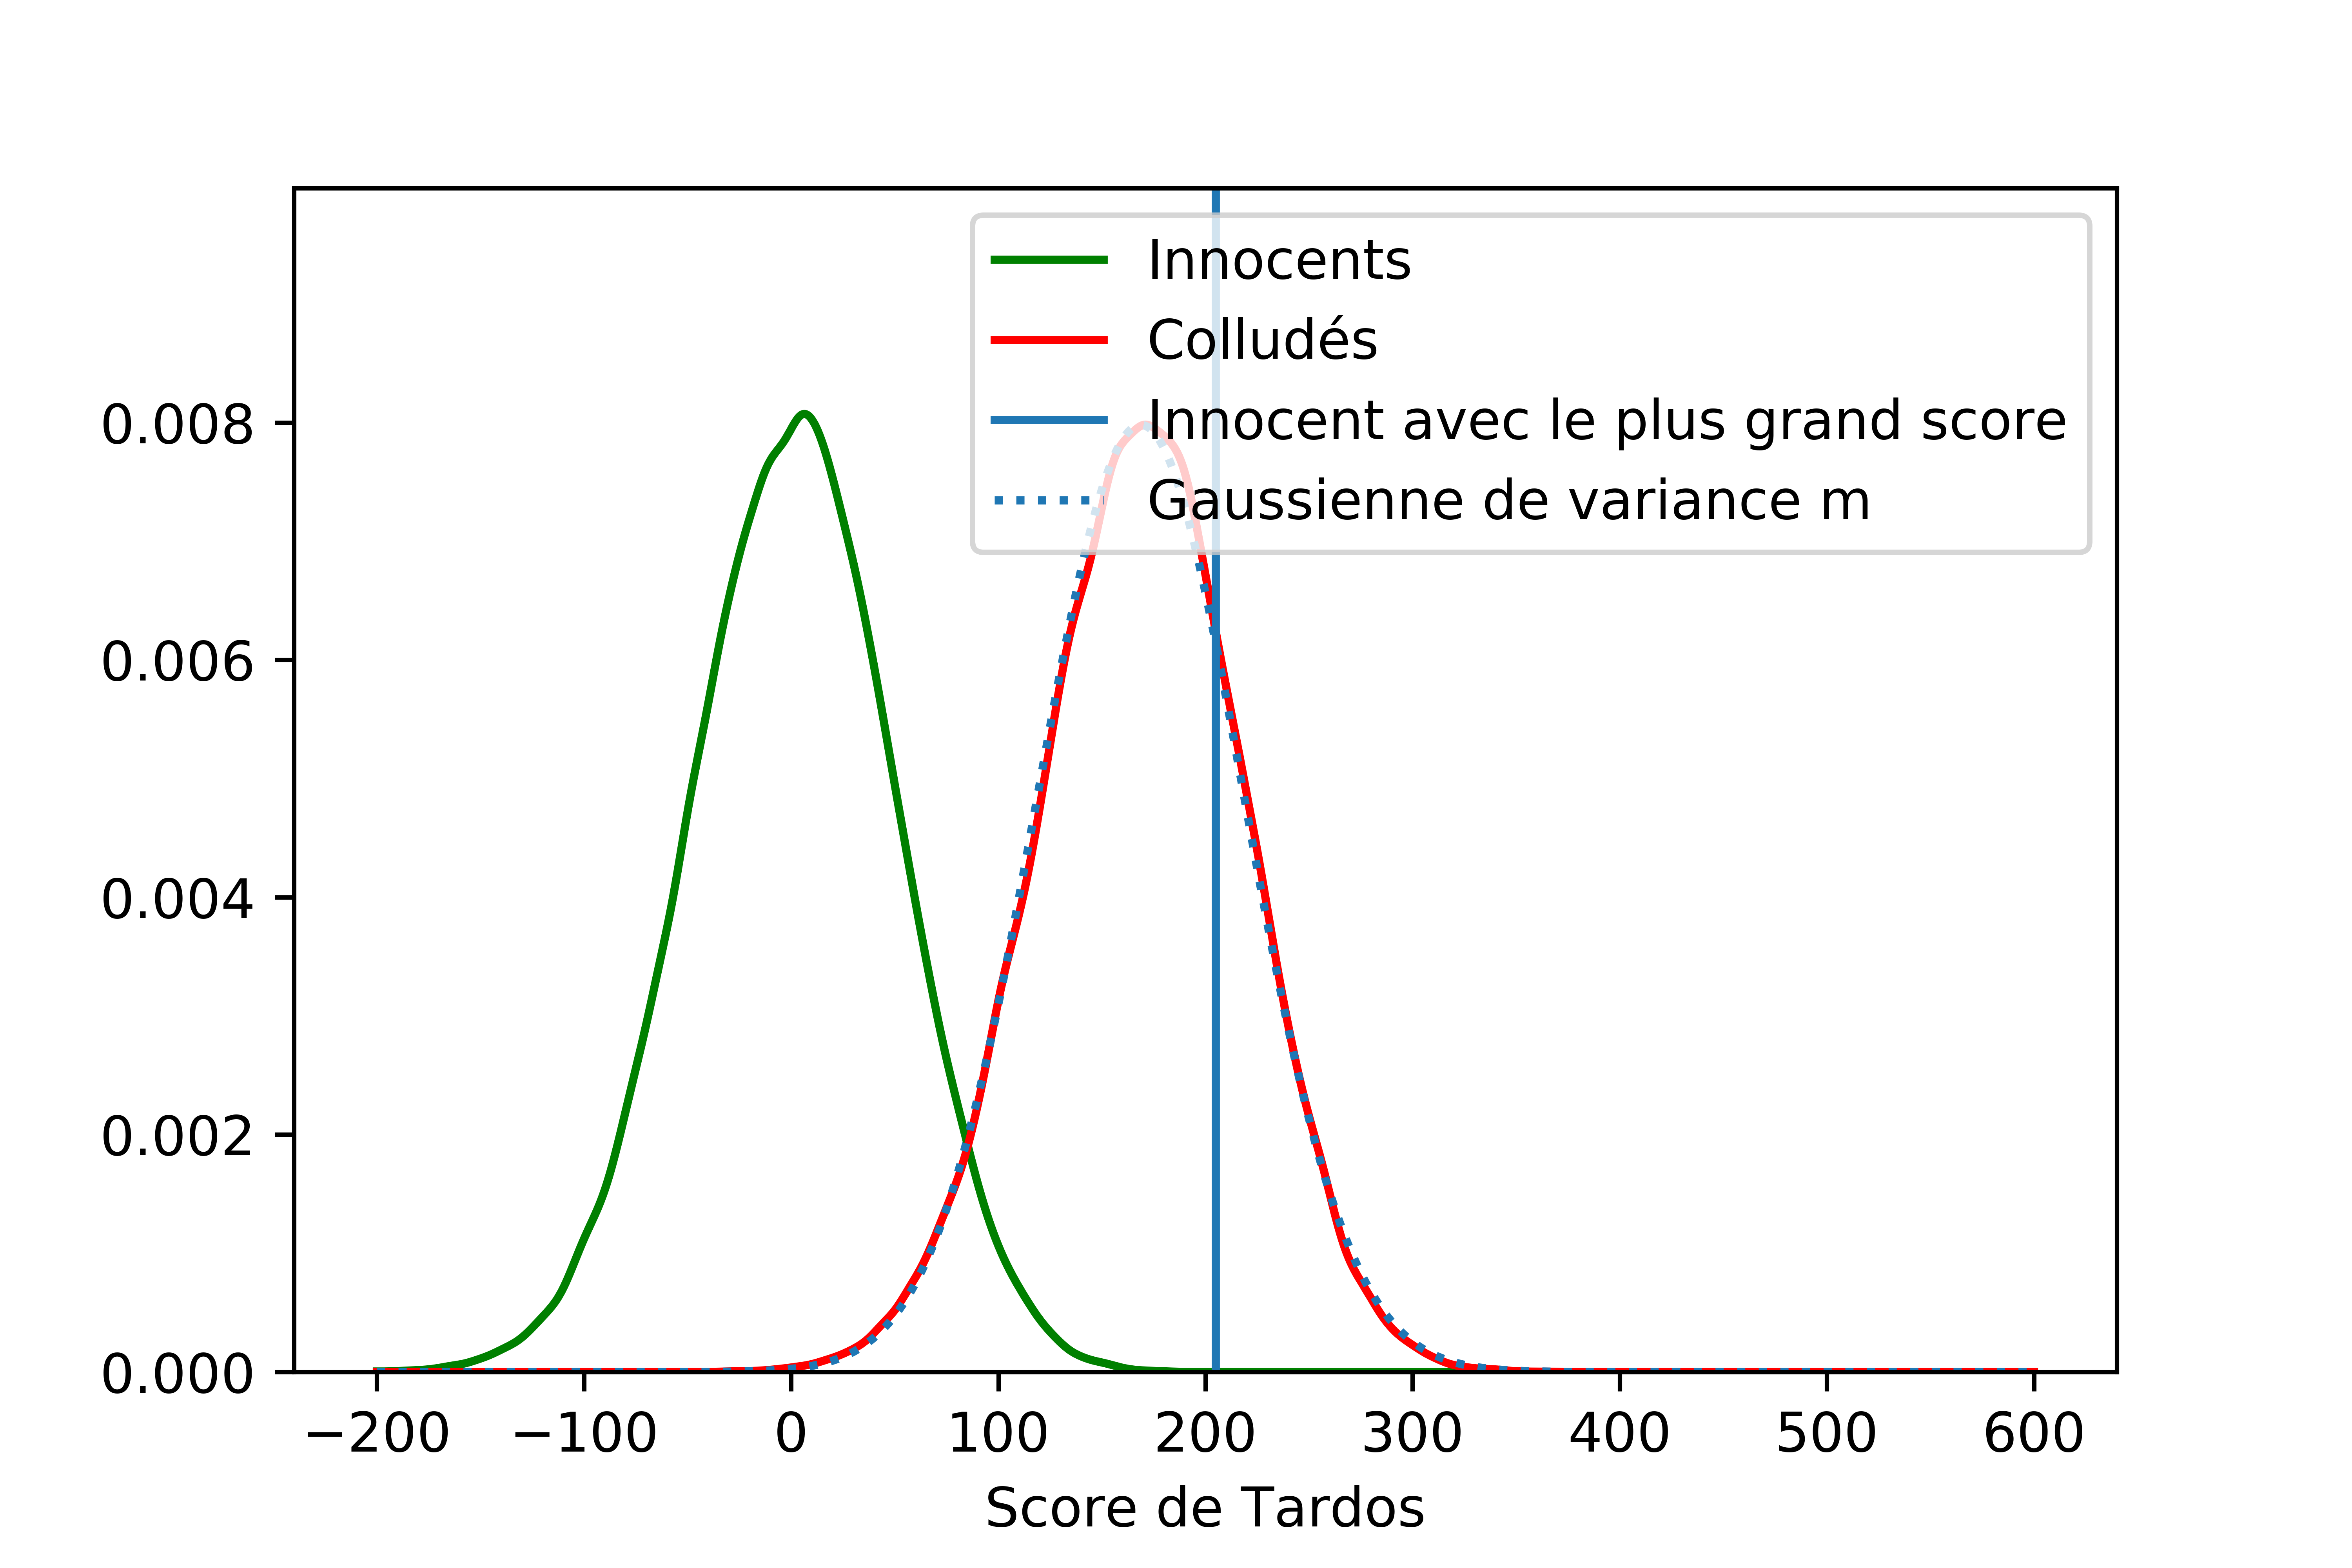 Innocents
Colludés
Innocent avec le plus grand score
Gaussienne de variance m
0.008
0.006
0.004
0.002
0.000
−200 −100 0 100 200 300 400 500 600
Score de Tardos